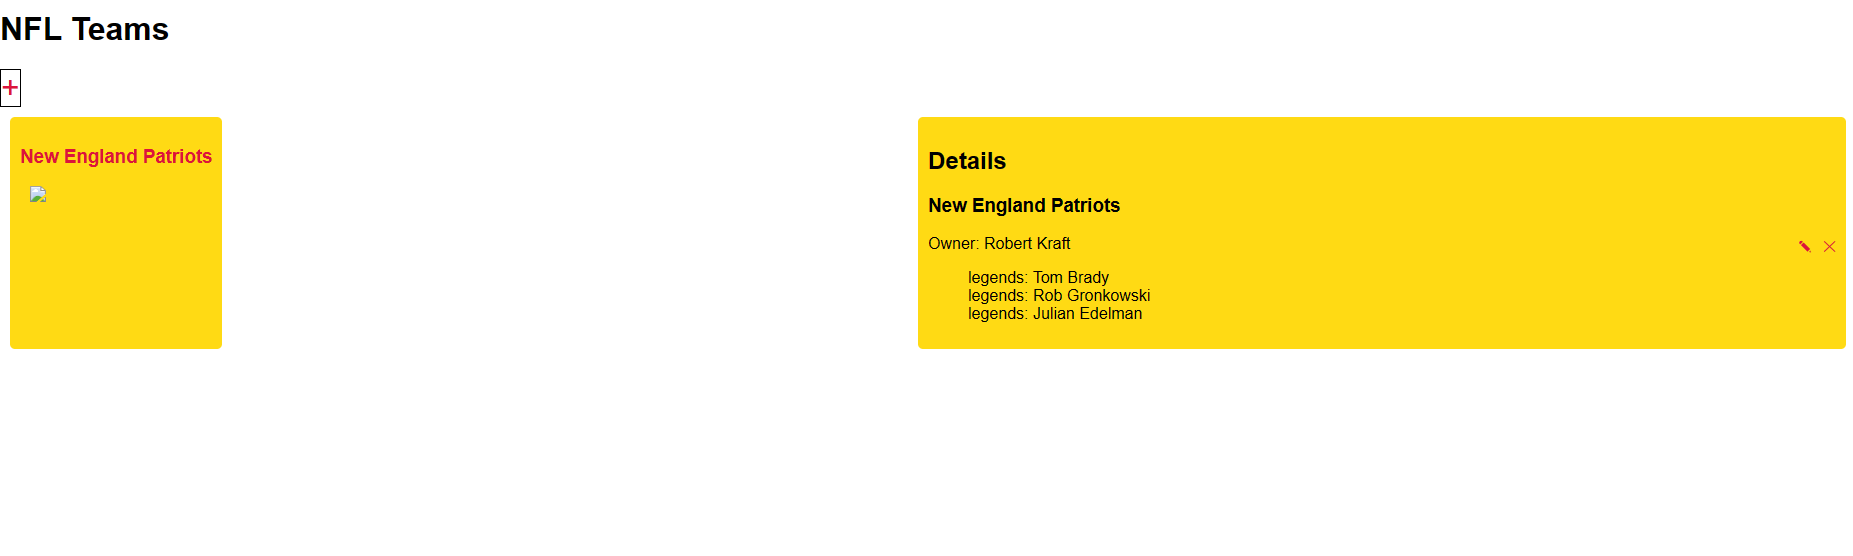 NFL Teams
+
New England Patriots
Details
New England Patriots
Owner: Robert Kraft
legends: Tom Brady
legends: Rob Gronkowski
legends: Julian Edelman